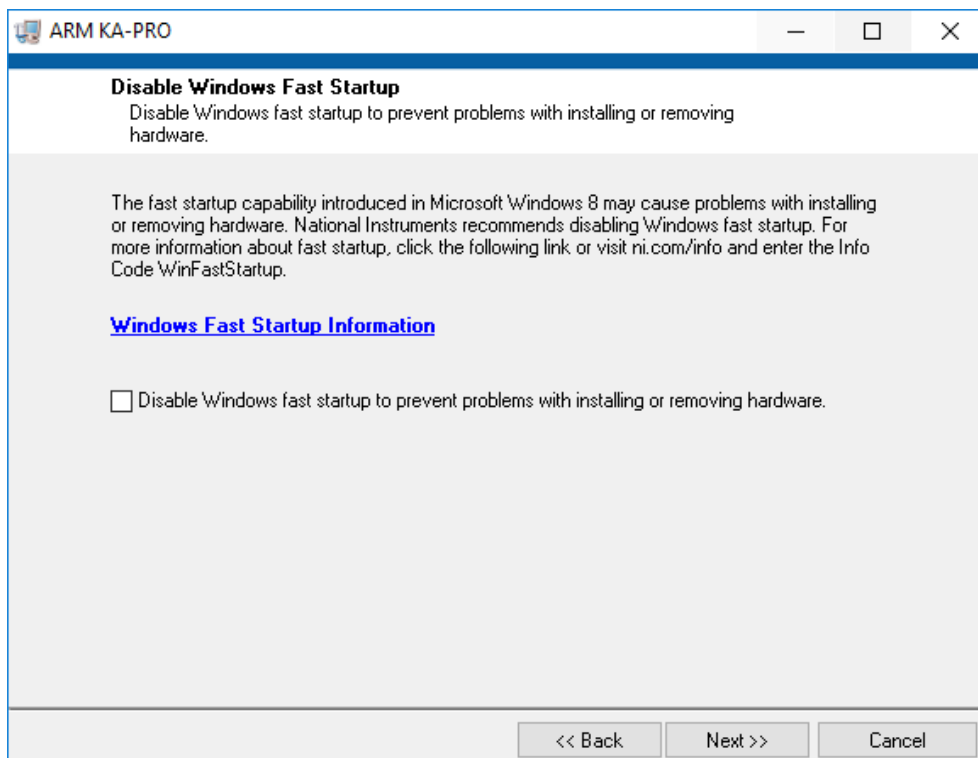 ARM KA-PRO
Disable Windows Fast Startup
Disable Windows fast startup to prevent problems with installing or removing
hardware.
The fast startup capability introduced in Microsoft Windows 8 may cause problems with installing
or removing hardware. National Instruments recommends disabling Windows fast startup. For
more information about fast startup, click the following link or visit ni.com/info and enter the Info
Code WinFastStartup.
Windows Fast Startup Information
Disable Windows fast startup to prevent problems with installing or removing hardware.
<< Back Next >> Cancel